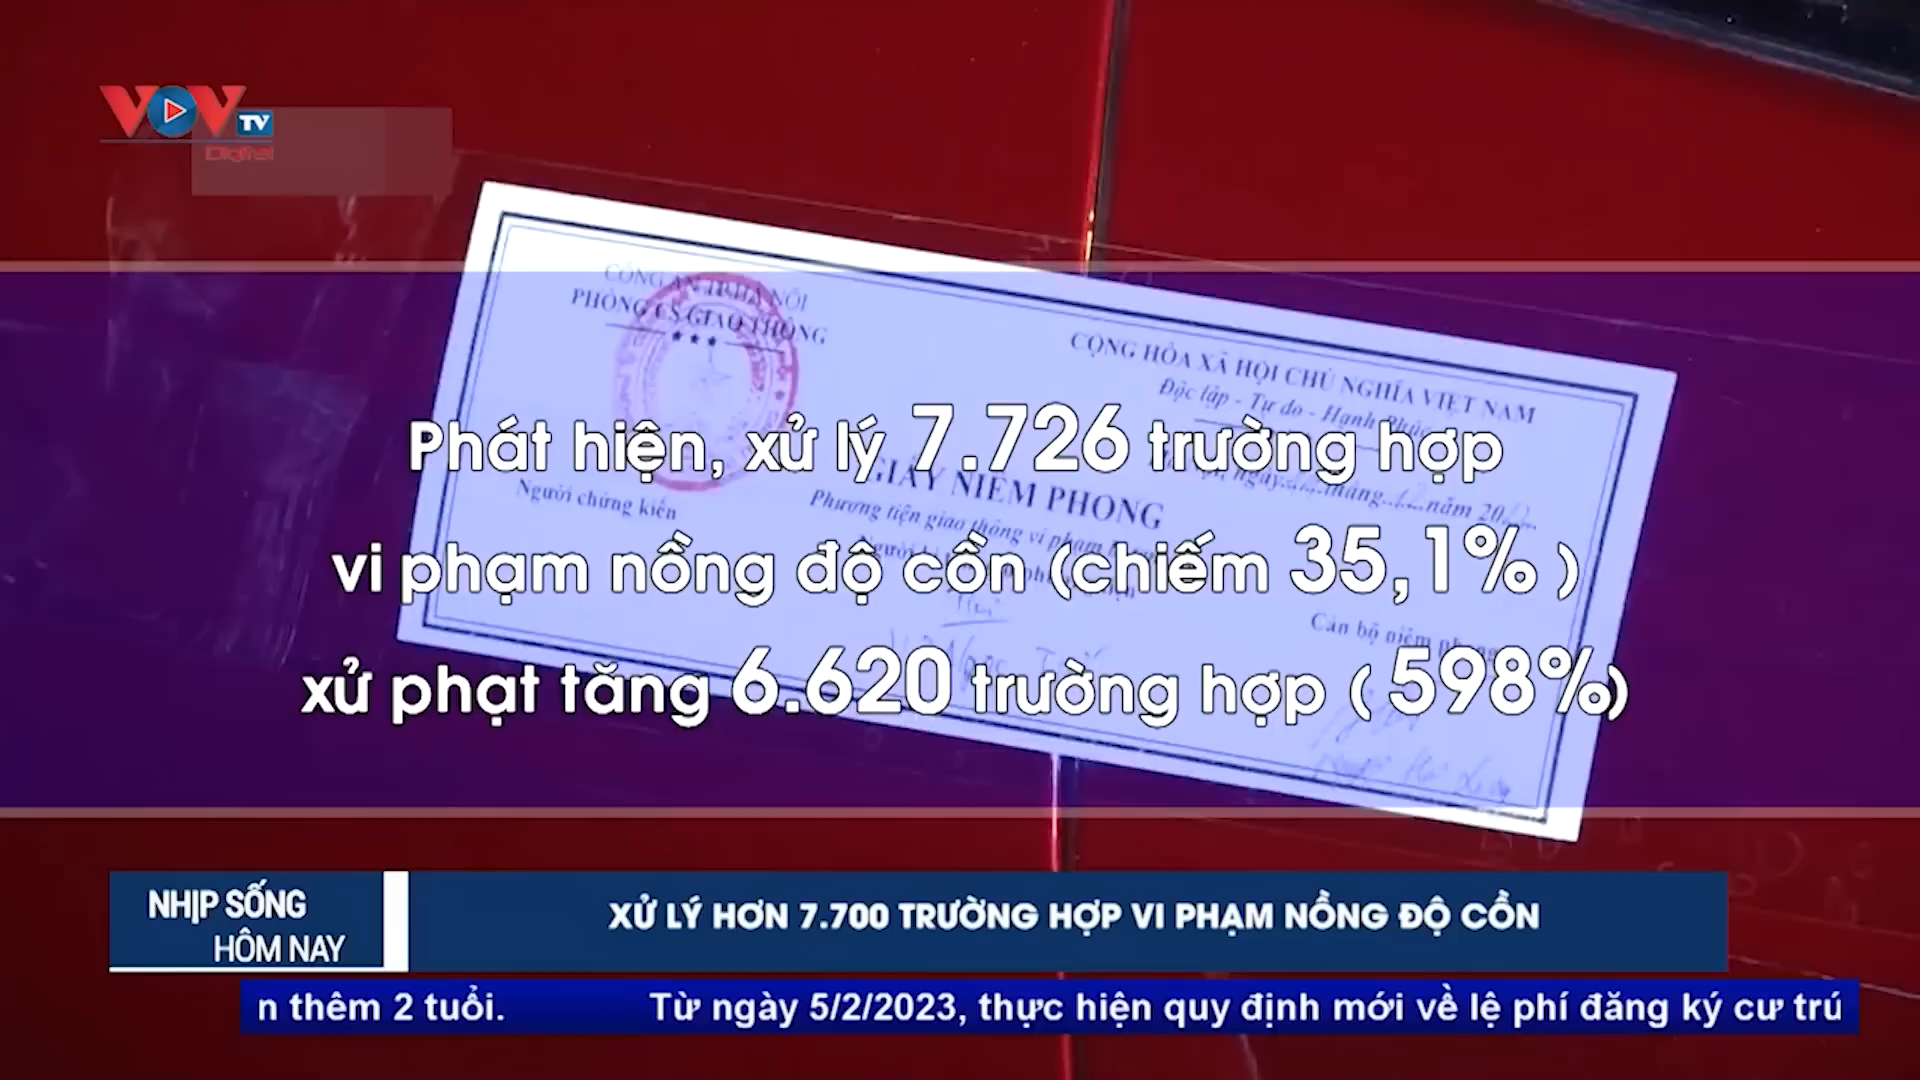 VOV TV
Digital
CÔNG AN TP HÀ NỘI
PHÒNG CS GIAO THÔNG
CỘNG HÒA XÃ HỘI CHỦ NGHĨA VIỆT NAM
Độc lập - Tự do - Hạnh Phúc
GIẤY NIÊM PHONG
Người chứng kiến
Phương tiện giao thông vi phạm
Cán bộ niêm phong
Phát hiện, xử lý 7.726 trường hợp
vi phạm nồng độ cồn (chiếm 35,1% )
xử phạt tăng 6.620 trường hợp ( 598%)
NHỊP SỐNG
HÔM NAY
XỬ LÝ HƠN 7.700 TRƯỜNG HỢP VI PHẠM NỒNG ĐỘ CỒN
n thêm 2 tuổi. Từ ngày 5/2/2023, thực hiện quy định mới về lệ phí đăng ký cư trú